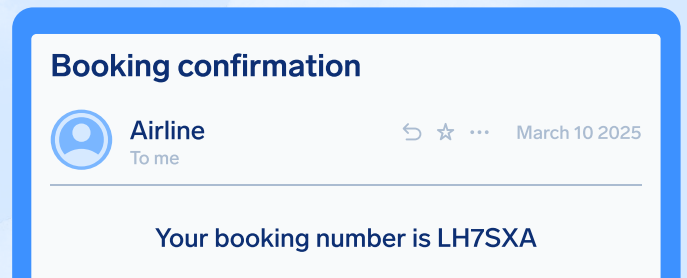 Booking confirmation
Airline
March 10 2025
To me
Your booking number is LH7SXA